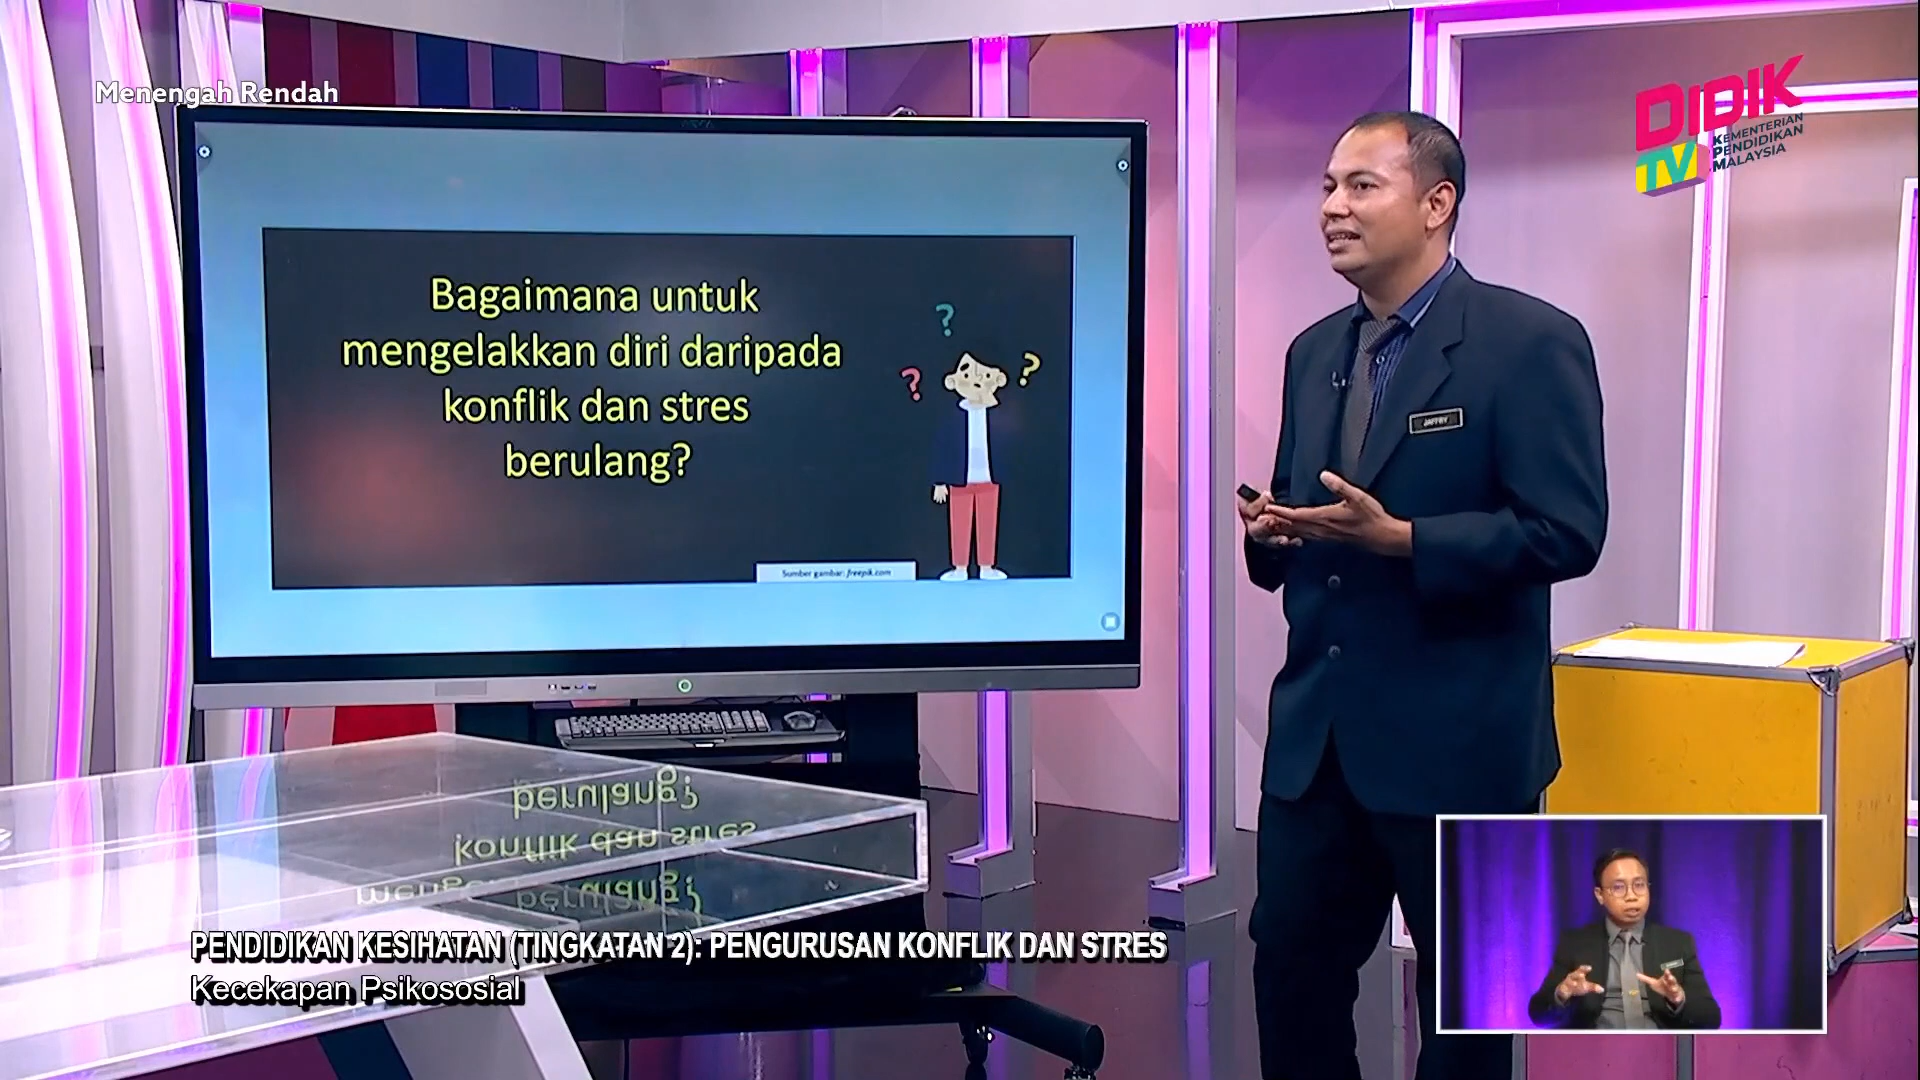 Menengah Rendah
DIDIK
TV
KEMENTERIAN
PENDIDIKAN
MALAYSIA
Bagaimana untuk
mengelakkan diri daripada
konflik dan stres
berulang?
?
?
?
Sumber gambar: freepik.com
JAFFRY
PENDIDIKAN KESIHATAN (TINGKATAN 2): PENGURUSAN KONFLIK DAN STRES
Kecekapan Psikososial